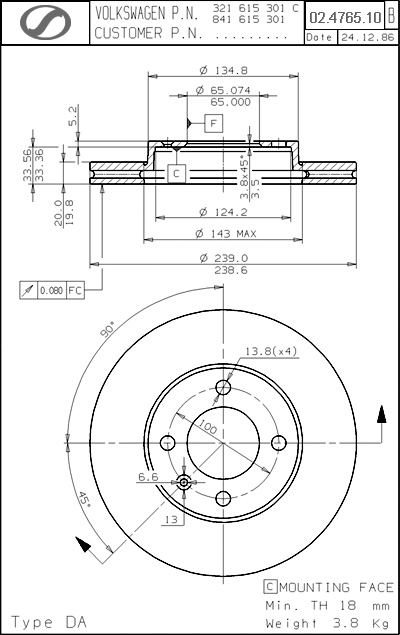 VOLKSWAGEN P.N. 321 615 301 C
841 615 301
CUSTOMER P.N. .........
02.4765.10 B
Date 24.12.86
Ø 134.8
Ø 65.074
65.000
5.2
F
33.56
33.36
C
3.8x45°
3.5
20.0
19.8
Ø 124.2
Ø 143 MAX
Ø 239.0
238.6
0.080 FC
90°
13.8(x4)
100
6.6
45°
13
C MOUNTING FACE
Min. TH 18 mm
Type DA
Weight 3.8 Kg